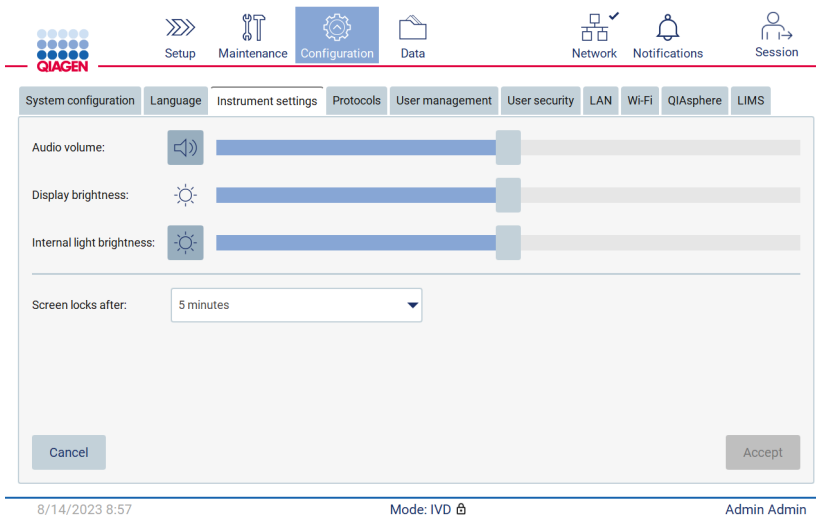 QIAGEN
Setup Maintenance Configuration Data Network Notifications Session
System configuration Language Instrument settings Protocols User management User security LAN Wi-Fi QIAsphere LIMS
Audio volume:
Display brightness:
Internal light brightness:
Screen locks after: 5 minutes
Cancel Accept
8/14/2023 8:57 Mode: IVD Admin Admin